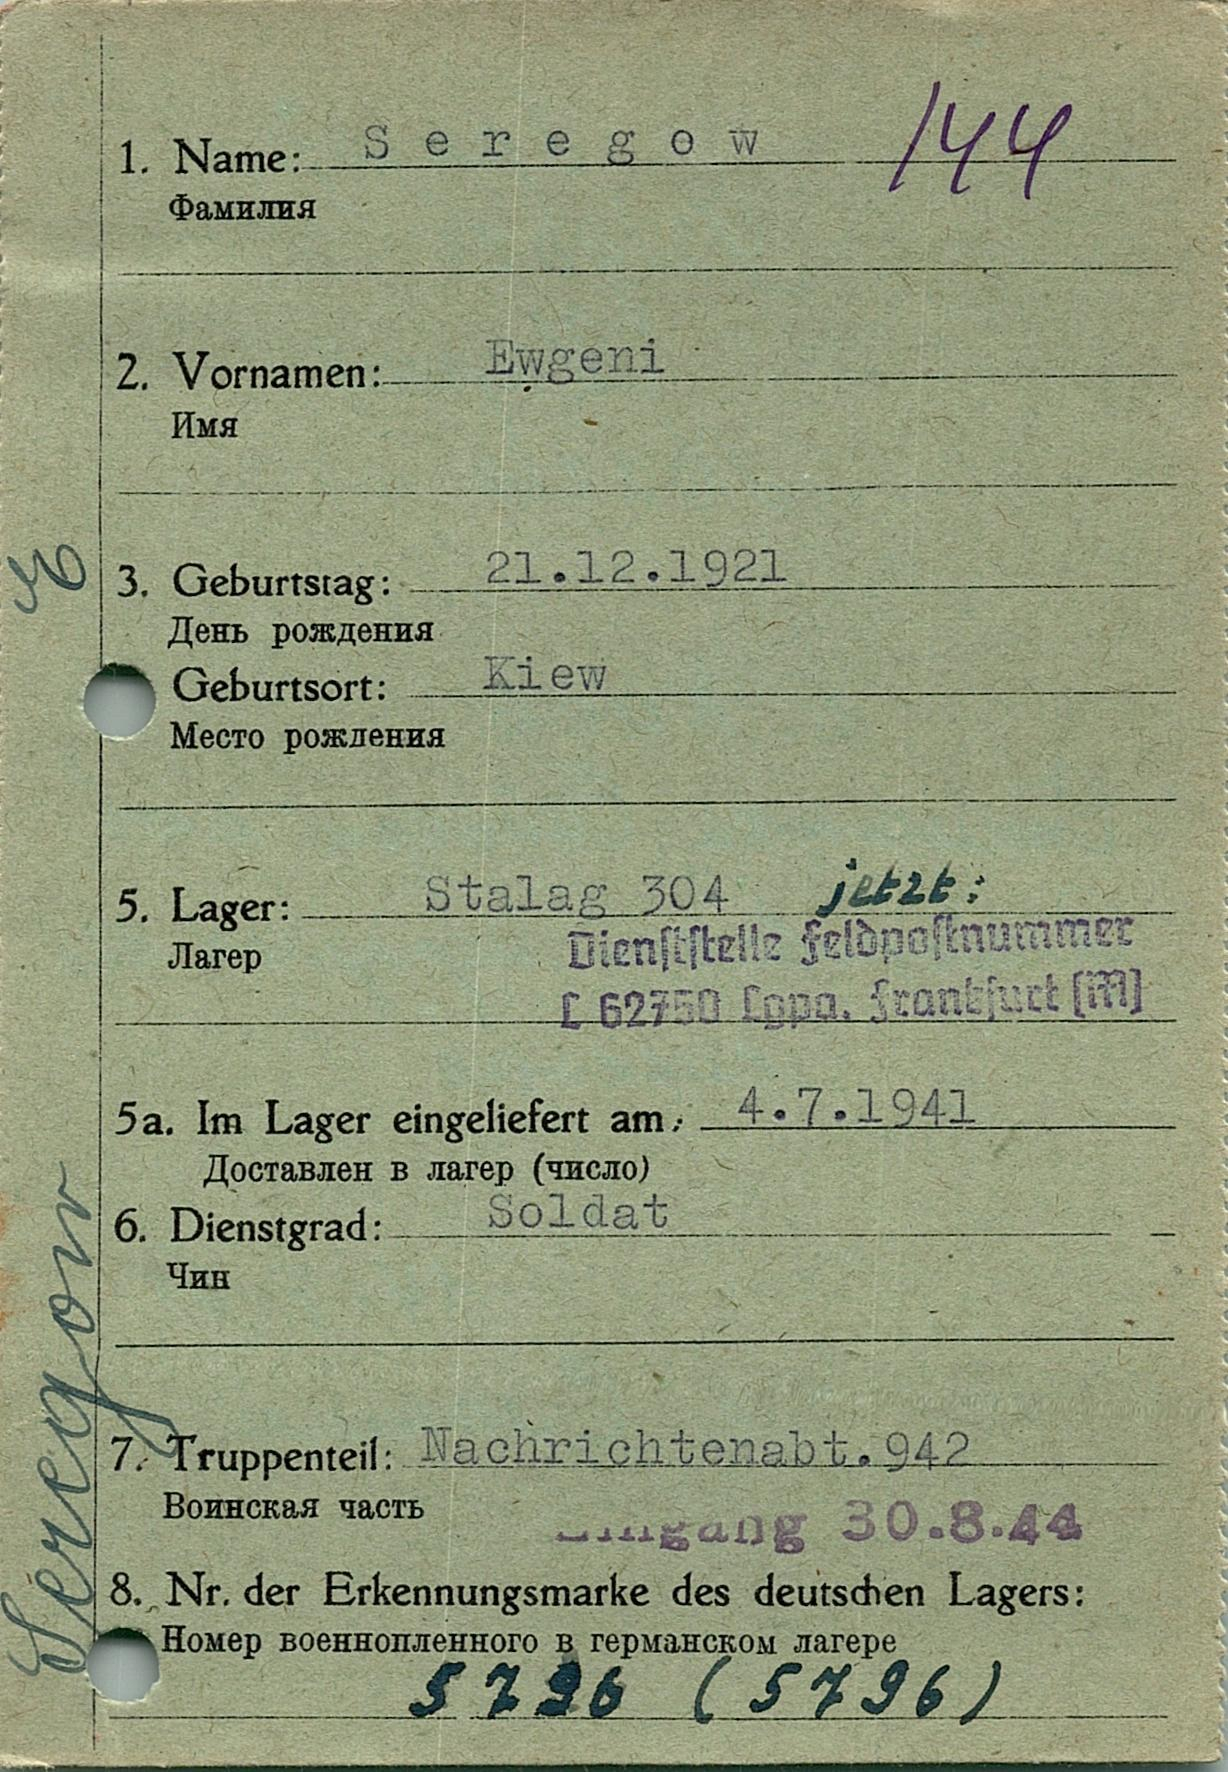 144
1. Name: Seregow
Фамилия
2. Vornamen: Ewgeni
Имя
3. Geburtstag: 21.12.1921
День рождения
Geburtsort: Kiew
Место рождения
5. Lager: Stalag 304 jetzt:
Лагер
Dienststelle Feldpostnummer
L 62750 Lgpa. Frankfurt [M]
5a. Im Lager eingeliefert am: 4.7.1941
Доставлен в лагер (число)
6. Dienstgrad: Soldat
Чин
7. Truppenteil: Nachrichtenabt.942
Воинская часть
Eingang 30.8.44
8. Nr. der Erkennungsmarke des deutschen Lagers:
Номер военнопленного в германском лагере
5796 (5796)
Seregow